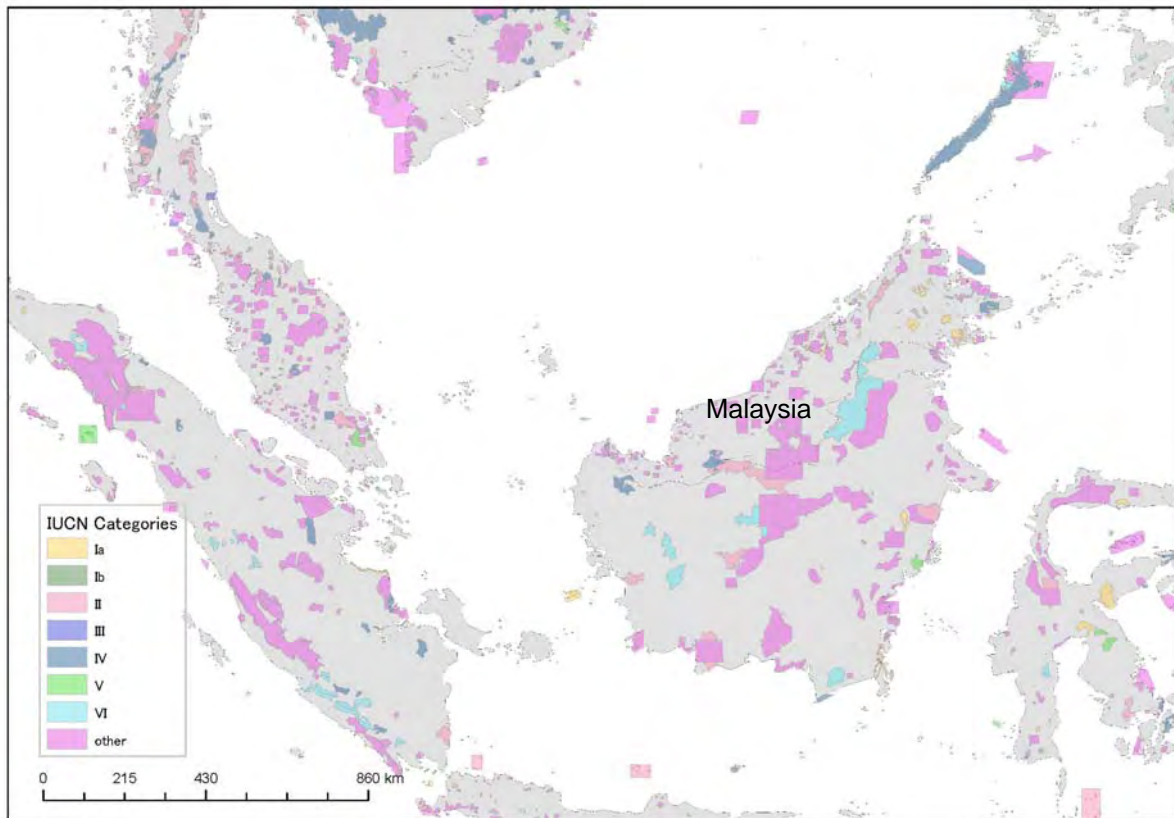 Malaysia
IUCN Categories
Ia
Ib
II
III
IV
V
VI
other
0 215 430 860 km